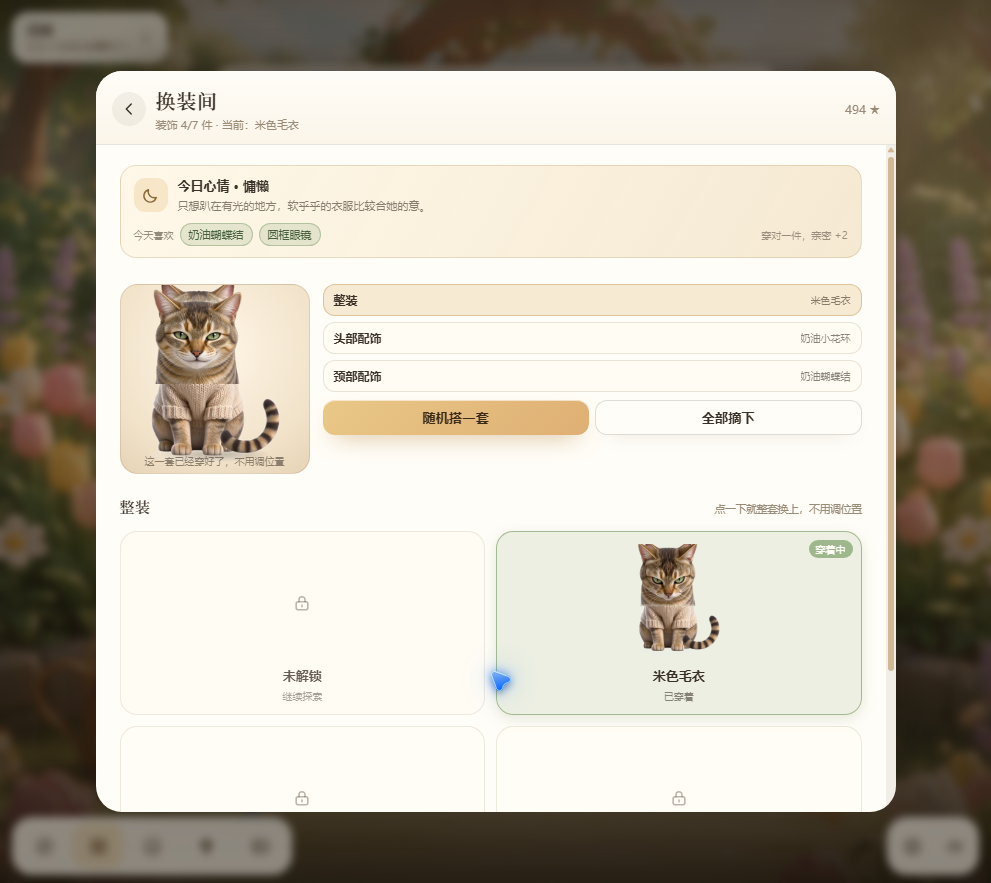 换装间
494 ★
装饰 4/7 件 · 当前：米色毛衣
今日心情 • 慵懒
只想趴在有光的地方，软乎乎的衣服比较合她的意。
今天喜欢 奶油蝴蝶结 圆框眼镜 穿对一件，亲密 +2
整装 米色毛衣
头部配饰 奶油小花环
颈部配饰 奶油蝴蝶结
随机搭一套 全部摘下
这一套已经穿好了，不用调位置
整装 点一下就整套换上，不用调位置
穿着中
未解锁 米色毛衣
继续探索 已穿着